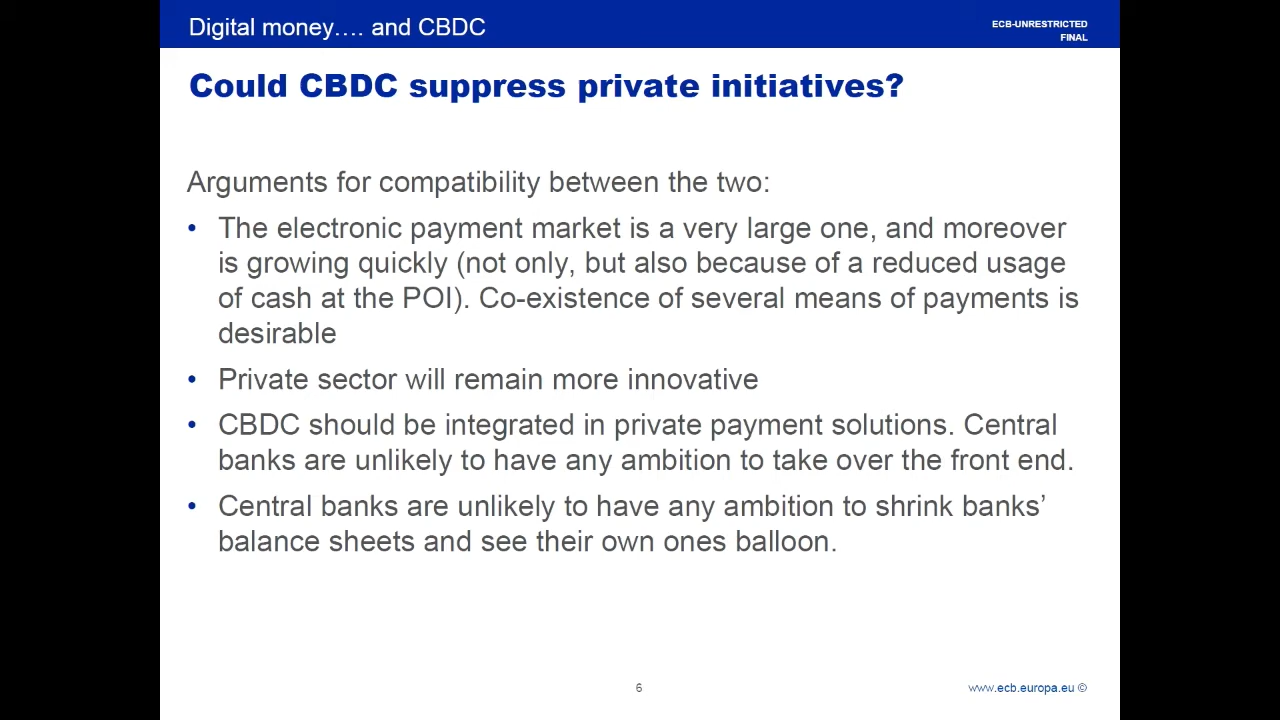 Digital money…. and CBDC
ECB-UNRESTRICTED
FINAL
Could CBDC suppress private initiatives?
Arguments for compatibility between the two:
• The electronic payment market is a very large one, and moreover
is growing quickly (not only, but also because of a reduced usage
of cash at the POI). Co-existence of several means of payments is
desirable
• Private sector will remain more innovative
• CBDC should be integrated in private payment solutions. Central
banks are unlikely to have any ambition to take over the front end.
• Central banks are unlikely to have any ambition to shrink banks’
balance sheets and see their own ones balloon.
6
www.ecb.europa.eu ©